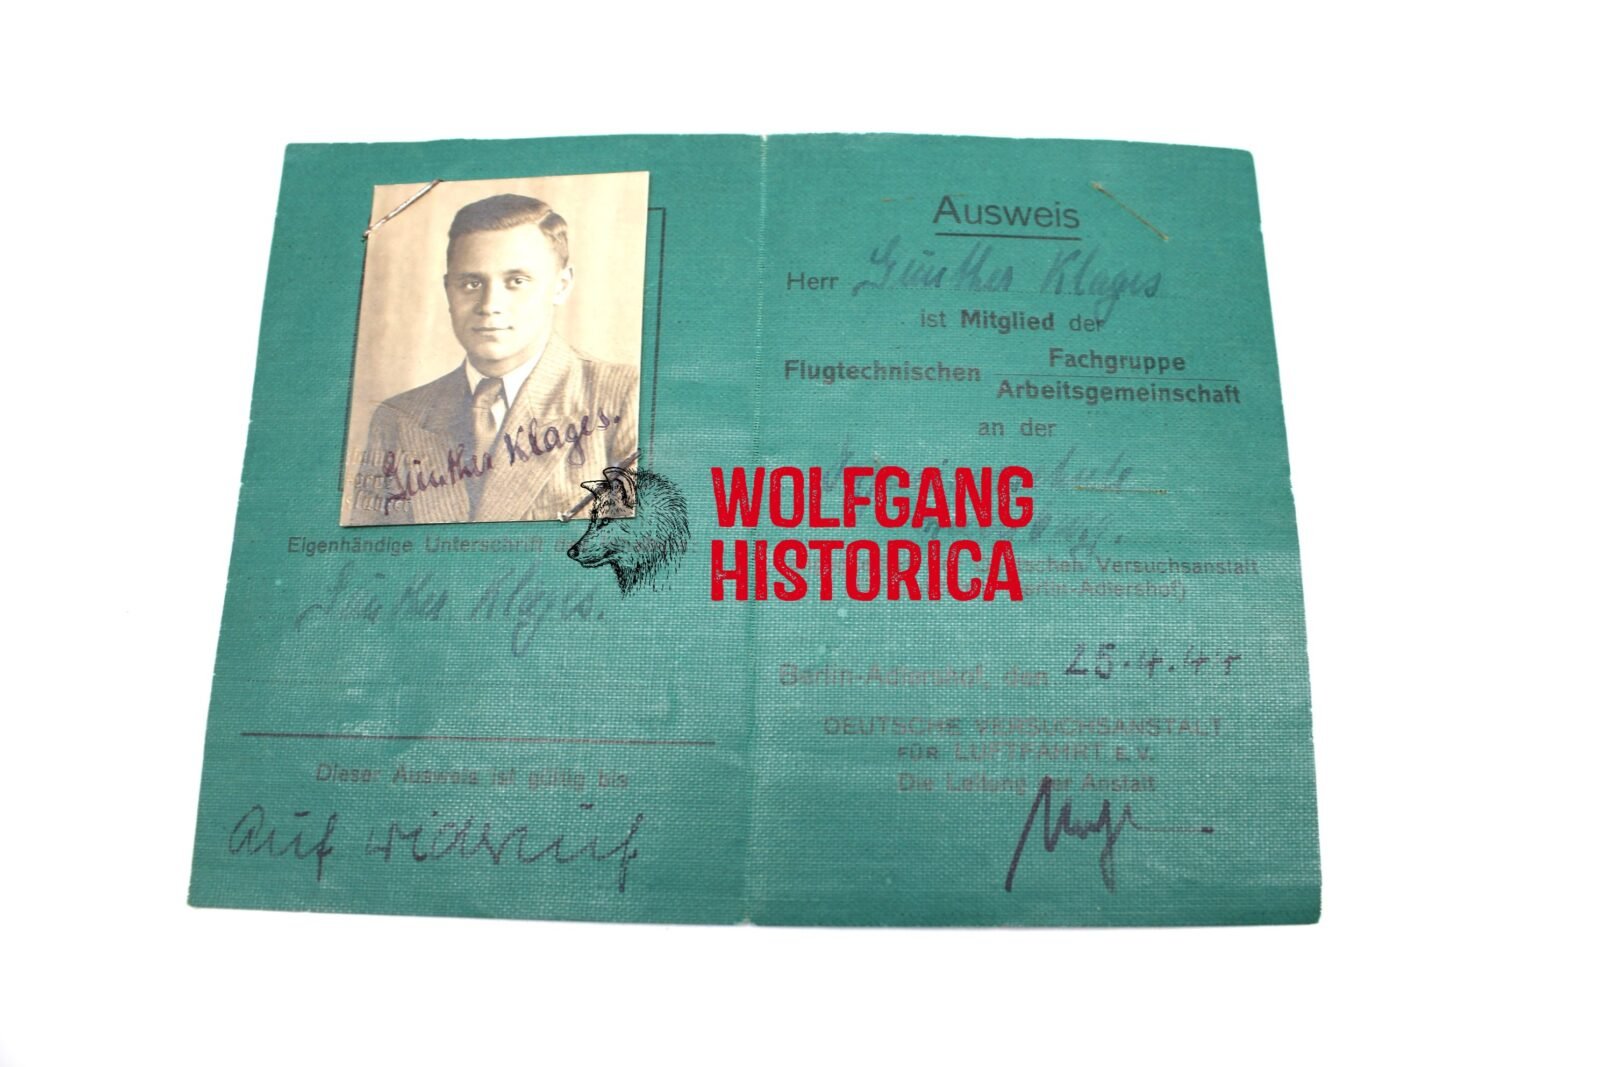 Günther Klages.
Eigenhändige Unterschrift
Günther Klages.
Dieser Ausweis ist gültig bis
Auf widerruf
Ausweis
Herr Günther Klages
ist Mitglied der
Flugtechnischen Fachgruppe
Arbeitsgemeinschaft
an der
Versuchsanstalt
Berlin-Adlershof)
Berlin-Adlershof, den 25.4.44
DEUTSCHE VERSUCHSANSTALT
FÜR LUFTFAHRT E.V.
Die Leitung der Anstalt
WOLFGANG
HISTORICA